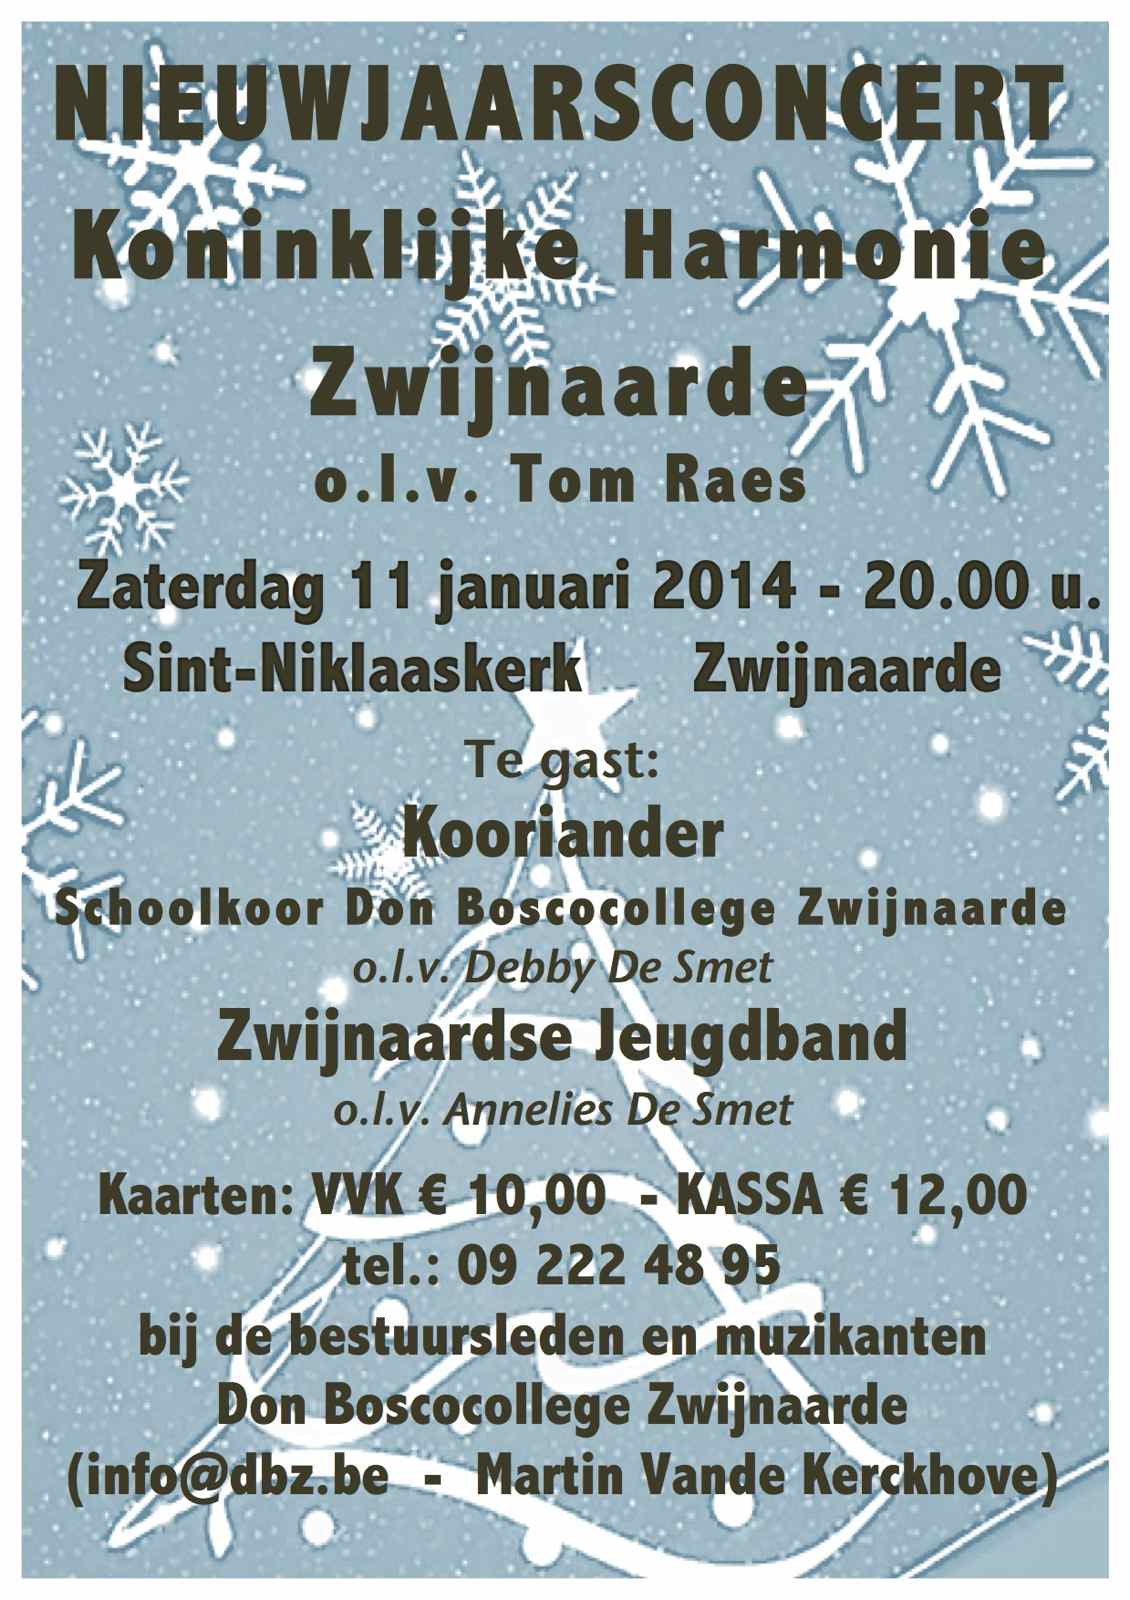 NIEUWJAARSCONCERT
Koninklijke Harmonie
Zwijnaarde
o.l.v. Tom Raes
Zaterdag 11 januari 2014 - 20.00 u.
Sint-Niklaaskerk Zwijnaarde
Te gast:
Kooriander
Schoolkoor Don Boscocollege Zwijnaarde
o.l.v. Debby De Smet
Zwijnaardse Jeugdband
o.l.v. Annelies De Smet
Kaarten: VVK € 10,00 - KASSA € 12,00
tel.: 09 222 48 95
bij de bestuursleden en muzikanten
Don Boscocollege Zwijnaarde
(info@dbz.be - Martin Vande Kerckhove)